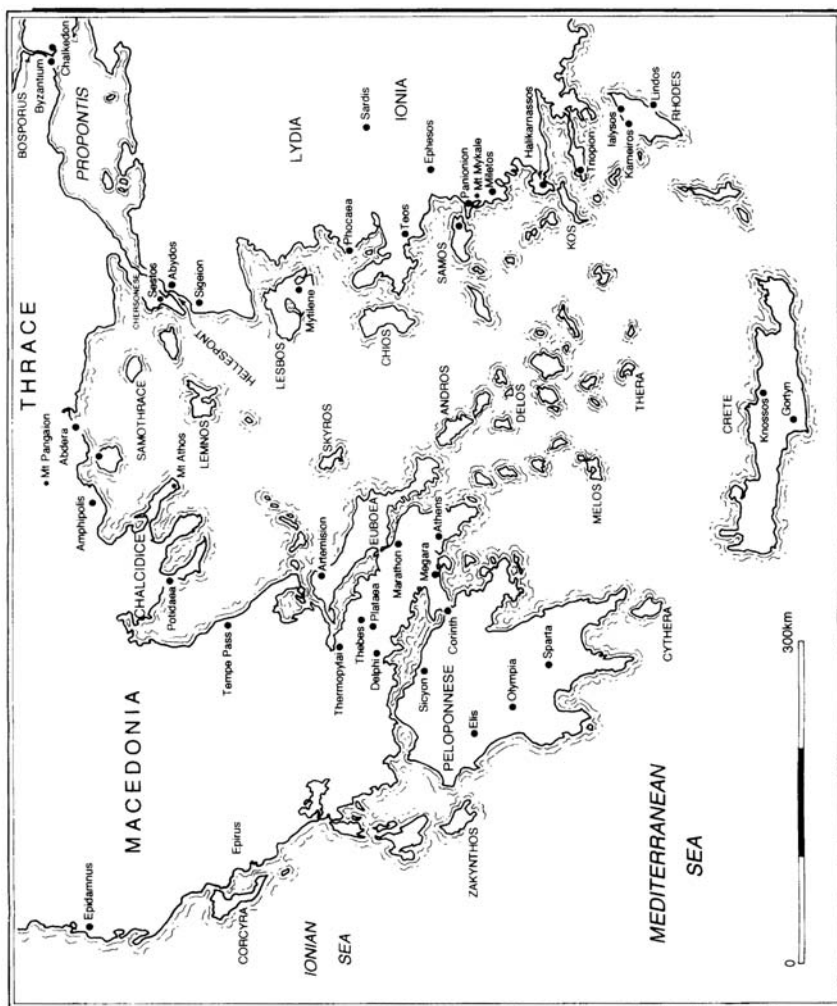 THRACE
MACEDONIA
BOSPORUS
Byzantium
Chalkedon
PROPONTIS
Mt Pangaion
Abdera
Amphipolis
CHALCIDICE
Potidaea
Mt Athos
SAMOTHRACE
LEMNOS
CHERSONESE
Sestos
Abydos
Sigeion
HELLESPONT
Epidamnus
CORCYRA
Epirus
IONIAN
SEA
Tempe Pass
Artemision
Thermopylai
Thebes
Plataea
Delphi
EUBOEA
Marathon
Athens
Megara
Corinth
Sicyon
PELOPONNESE
Elis
Olympia
Sparta
ZAKYNTHOS
CYTHERA
SKYROS
LESBOS
Mytilene
CHIOS
LYDIA
Sardis
IONIA
Phocaea
Teos
Ephesos
SAMOS
Panionion
Mt Mykale
Miletos
Halikarnassos
KOS
Triopion
Ialysos
Kameiros
Lindos
RHODES
ANDROS
DELOS
MELOS
THERA
CRETE
Knossos
Gortyn
MEDITERRANEAN
SEA
0
300km